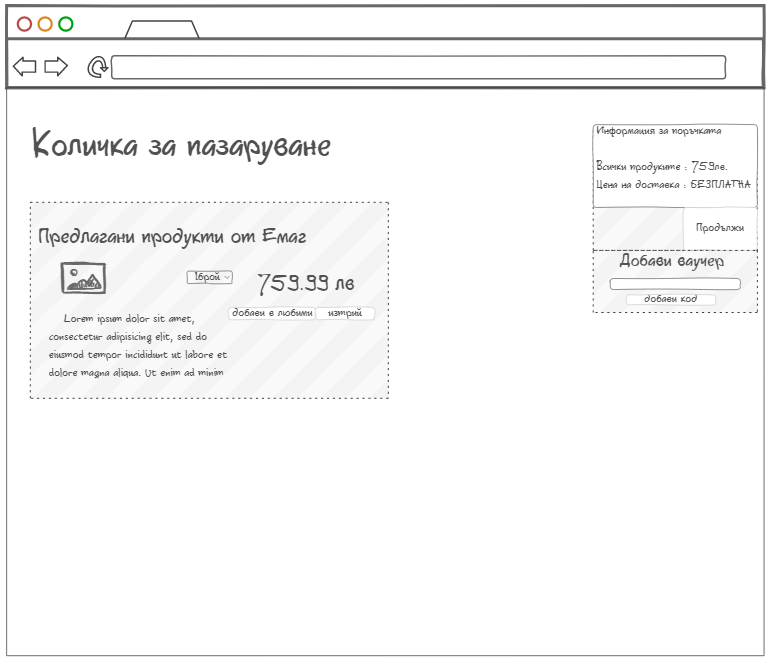 Количка за пазаруване
Информация за поръчката
Всички продуките : 759лв.
Цена на доставка : БЕЗПЛАТНА
Продължи
Добави ваучер
добави код
Предлагани продукти от Емаг
1брой
759.99 лв
добави в любими
изтрий
Lorem ipsum dolor sit amet,
consectetur adipisicing elit, sed do
eiusmod tempor incididunt ut labore et
dolore magna aliqua. Ut enim ad minim